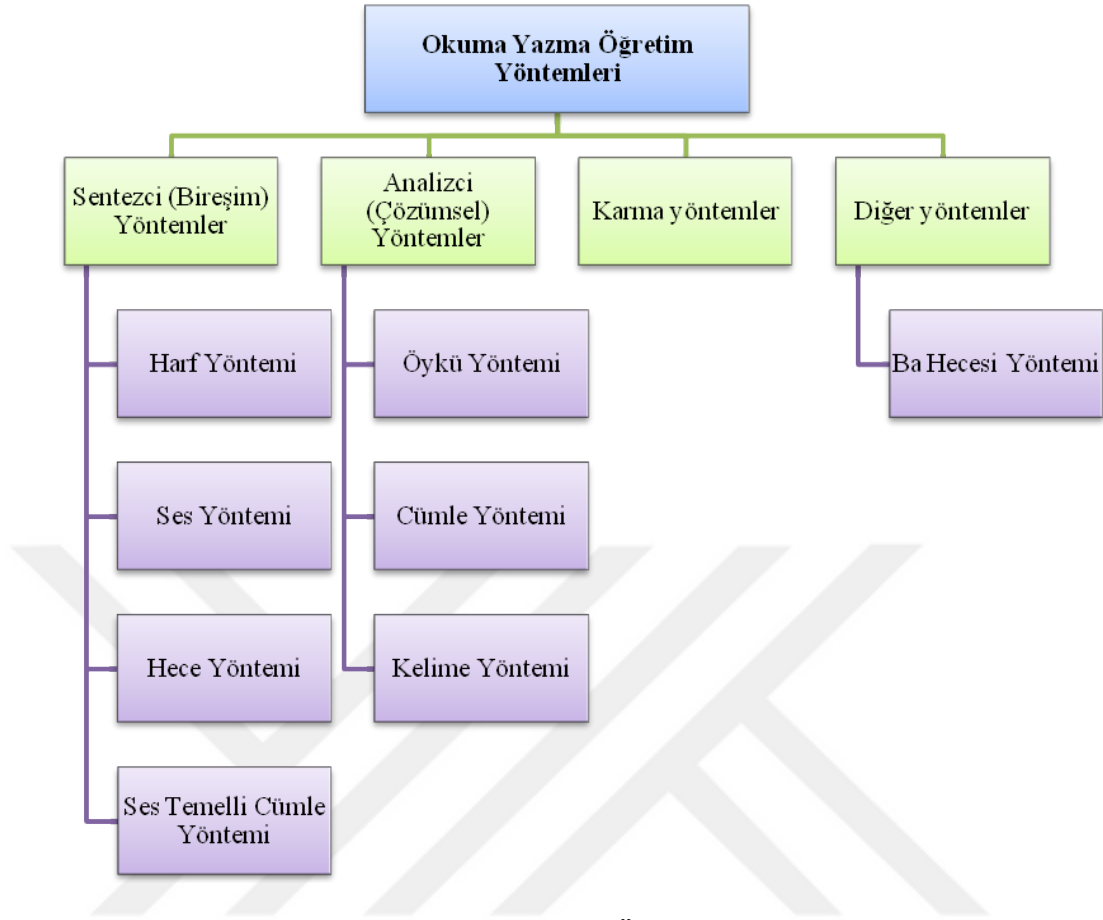 Okuma Yazma Öğretim
Yöntemleri
Sentezci (Bireşim)
Yöntemler
Analizci
(Çözümsel)
Yöntemler
Karma yöntemler
Diğer yöntemler
Harf Yöntemi
Öykü Yöntemi
Ba Hecesi Yöntemi
Ses Yöntemi
Cümle Yöntemi
Hece Yöntemi
Kelime Yöntemi
Ses Temelli Cümle
Yöntemi